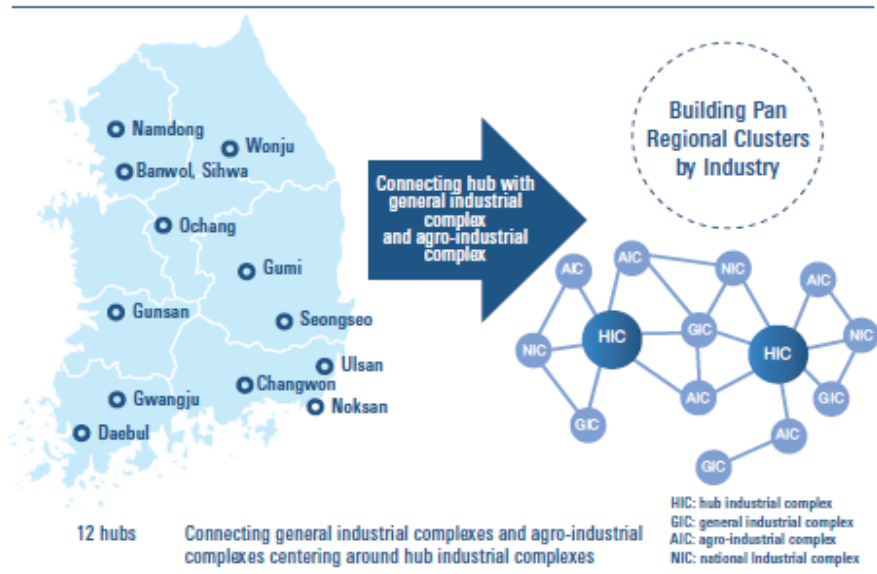 Namdong
Wonju
Banwol, Sihwa
Ochang
Gumi
Gunsan
Seongseo
Ulsan
Changwon
Gwangju
Noksan
Daebul
Connecting hub with
general industrial
complex
and agro-industrial
complex
Building Pan
Regional Clusters
by Industry
AIC
AIC
NIC
AIC
HIC
GIC
NIC
NIC
HIC
AIC
GIC
GIC
AIC
GIC
12 hubs
Connecting general industrial complexes and agro-industrial
complexes centering around hub industrial complexes
HIC: hub industrial complex
GIC: general industrial complex
AIC: agro-industrial complex
NIC: national Industrial complex